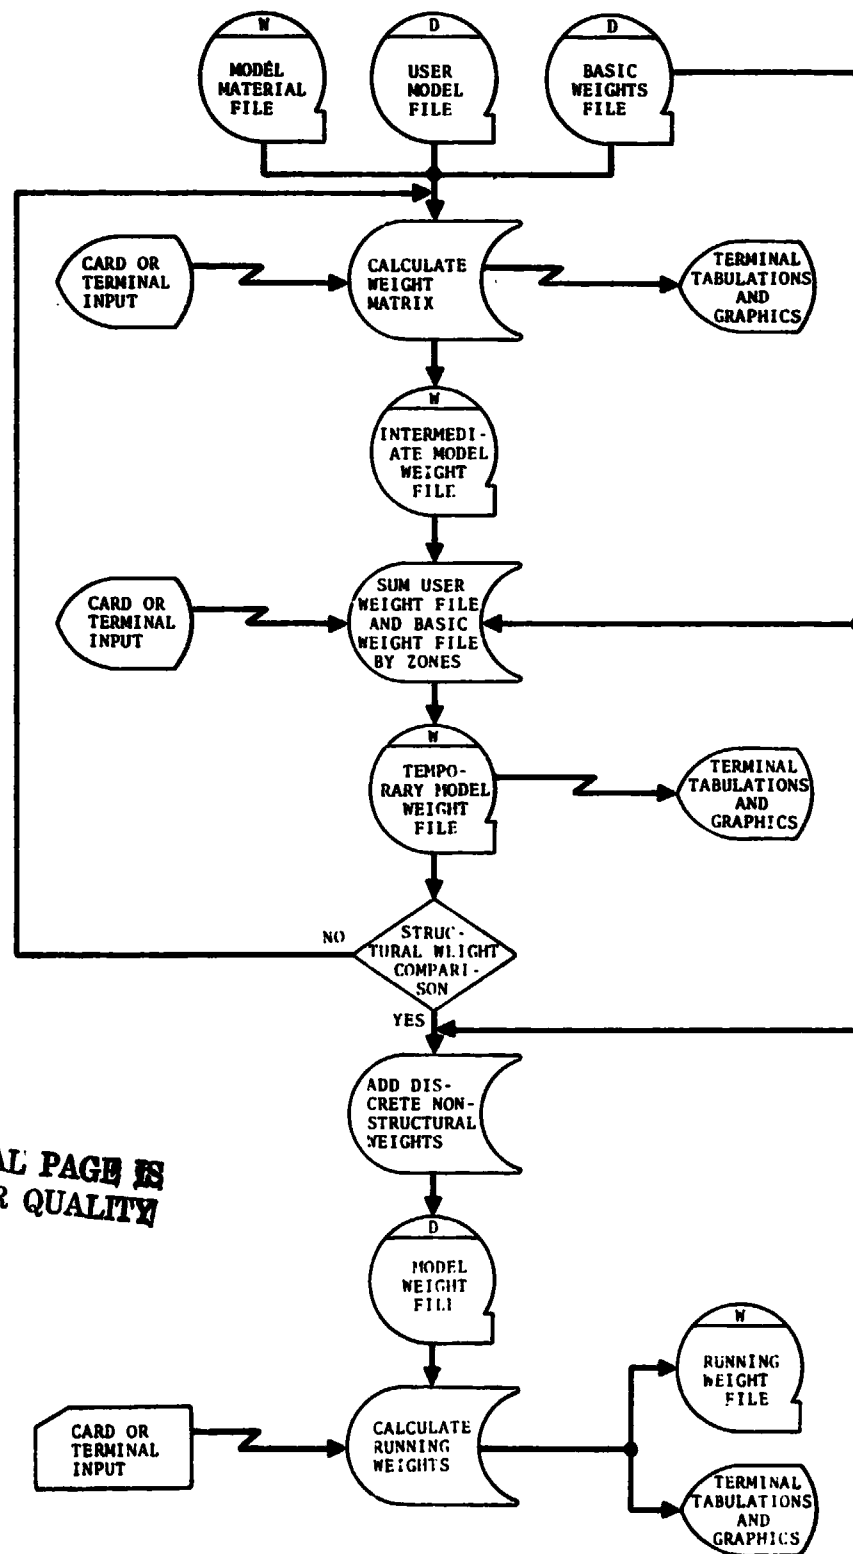 W
MODEL
MATERIAL
FILE
D
USER
MODEL
FILE
D
BASIC
WEIGHTS
FILE
CARD OR
TERMINAL
INPUT
CALCULATE
WEIGHT
MATRIX
TERMINAL
TABULATIONS
AND
GRAPHICS
W
INTERMEDI-
ATE MODEL
WEIGHT
FILE
CARD OR
TERMINAL
INPUT
SUM USER
WEIGHT FILE
AND BASIC
WEIGHT FILE
BY ZONES
W
TEMPO-
RARY MODEL
WEIGHT
FILE
TERMINAL
TABULATIONS
AND
GRAPHICS
NO
STRUC-
TURAL WEIGHT
COMPARI-
SON
YES
ADD DIS-
CRETE NON-
STRUCTURAL
WEIGHTS
AL PAGE IS
R QUALITY
D
MODEL
WEIGHT
FILE
CARD OR
TERMINAL
INPUT
CALCULATE
RUNNING
WEIGHTS
W
RUNNING
WEIGHT
FILE
TERMINAL
TABULATIONS
AND
GRAPHICS